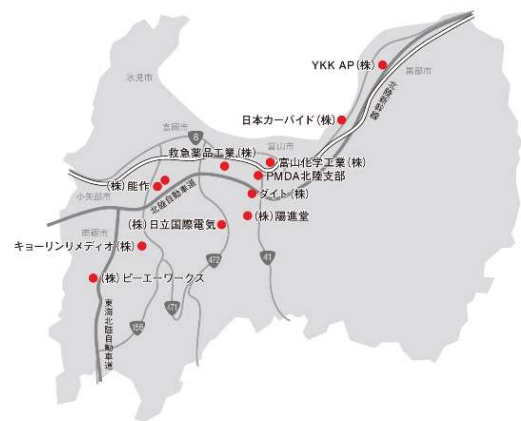 YKK AP(株)
黒部市
北陸新幹線
氷見市
日本カーバイド(株)
高岡市
8
富山市
救急薬品工業(株)
富山化学工業(株)
PMDA北陸支部
(株)能作
小矢部市
ダイト(株)
北陸自動車道
(株)陽進堂
(株)日立国際電気
南砺市
キョーリンリメディオ(株)
472
41
(株)ピーエーワークス
471
156
東海北陸自動車道